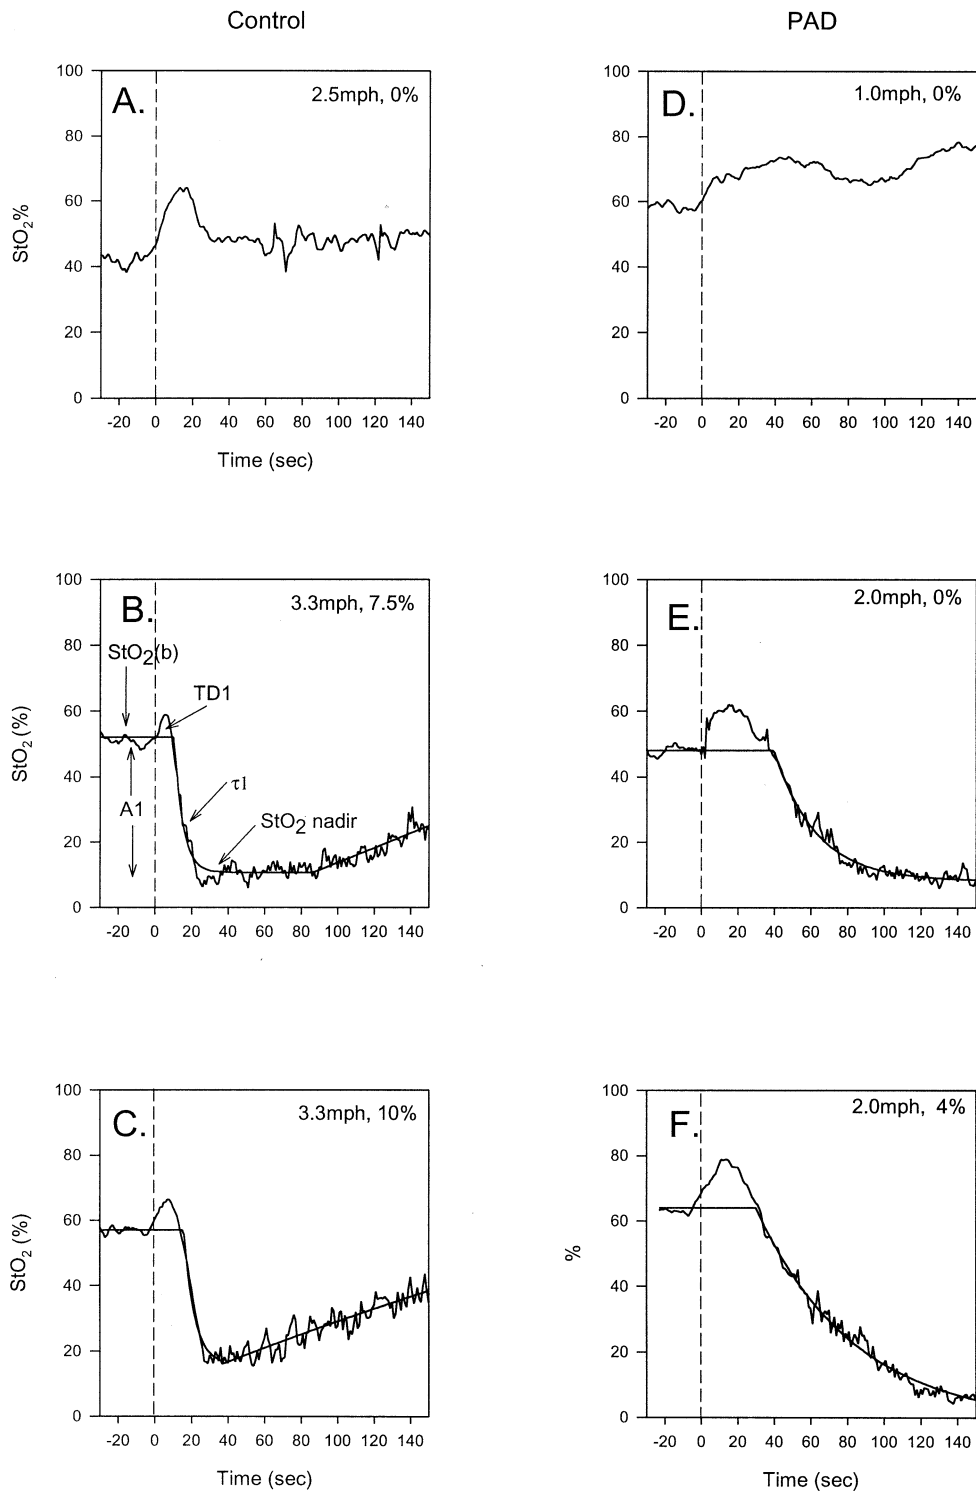 Control
PAD
A.
2.5mph, 0%
StO2%
100
80
60
40
20
0
-20 0 20 40 60 80 100 120 140
Time (sec)
D.
1.0mph, 0%
100
80
60
40
20
0
-20 0 20 40 60 80 100 120 140
B.
3.3mph, 7.5%
StO2 (%)
100
80
60
40
20
0
StO2(b)
TD1
A1
τ1
StO2 nadir
-20 0 20 40 60 80 100 120 140
E.
2.0mph, 0%
100
80
60
40
20
0
-20 0 20 40 60 80 100 120 140
C.
3.3mph, 10%
StO2 (%)
100
80
60
40
20
0
-20 0 20 40 60 80 100 120 140
Time (sec)
F.
2.0mph, 4%
%
100
80
60
40
20
0
-20 0 20 40 60 80 100 120 140
Time (sec)